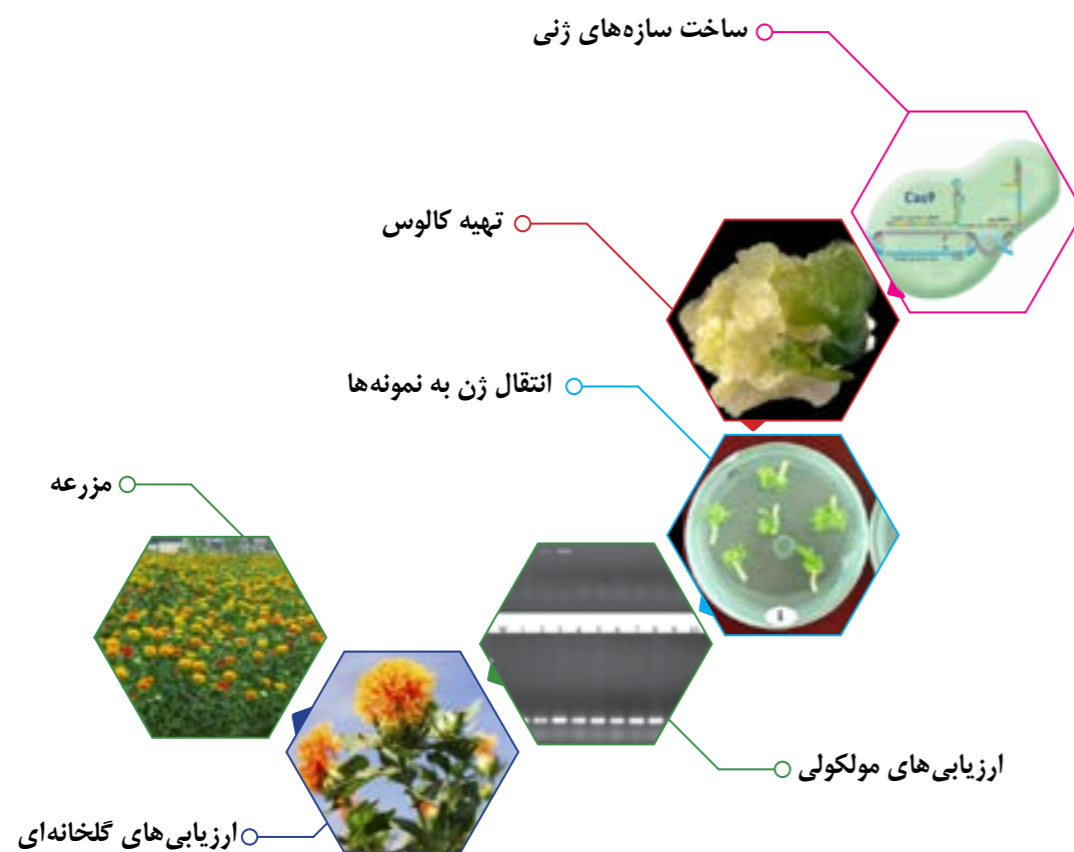 ساخت سازه‌های ژنی
Cas9
تهیه کالوس
انتقال ژن به نمونه‌ها
مزرعه
ارزیابی‌های مولکولی
ارزیابی‌های گلخانه‌ای